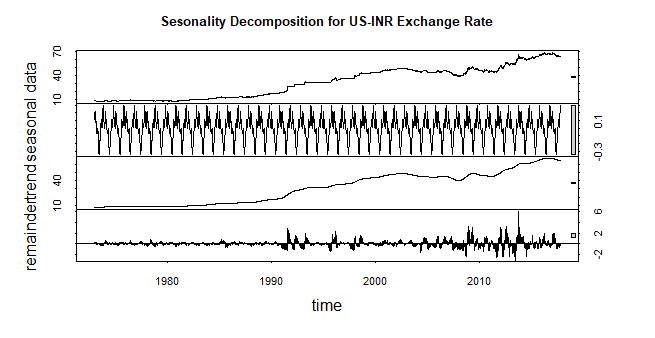 Sesonality Decomposition for US-INR Exchange Rate
data
10 40 70
seasonal
-0.3 0.1
trend
10 40
remainder
-2 2 6
1980 1990 2000 2010
time